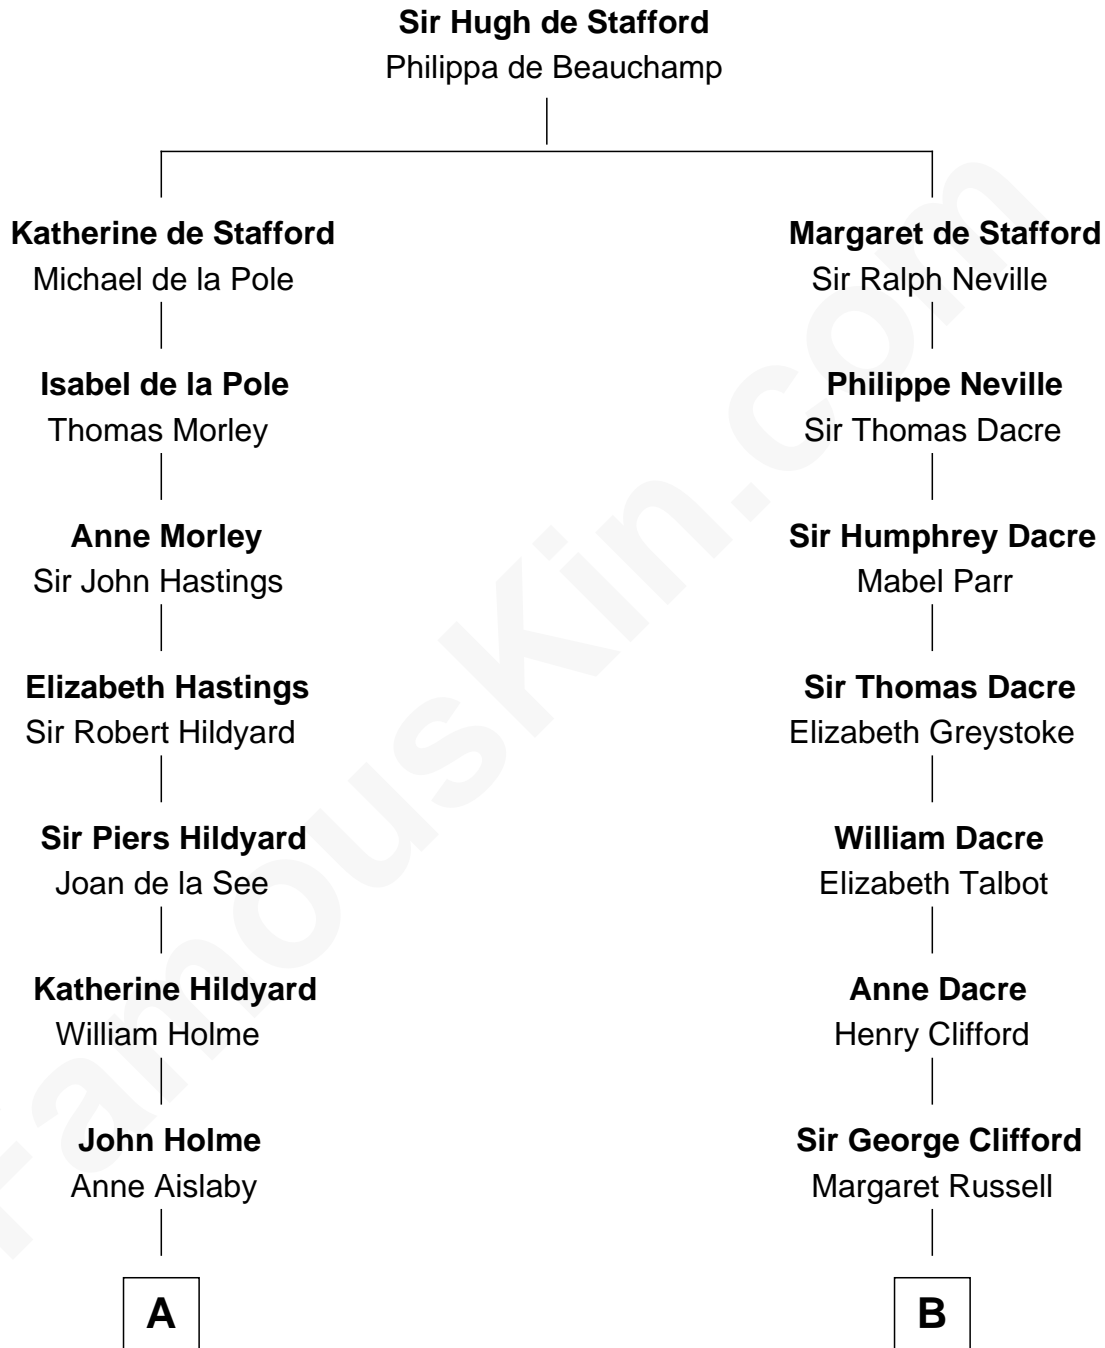 Sir Hugh de Stafford
Philippa de Beauchamp
Katherine de Stafford
Michael de la Pole
Margaret de Stafford
Sir Ralph Neville
Isabel de la Pole
Thomas Morley
Philippe Neville
Sir Thomas Dacre
Anne Morley
Sir John Hastings
Sir Humphrey Dacre
Mabel Parr
Elizabeth Hastings
Sir Robert Hildyard
Sir Thomas Dacre
Elizabeth Greystoke
Sir Piers Hildyard
Joan de la See
William Dacre
Elizabeth Talbot
Katherine Hildyard
William Holme
Anne Dacre
Henry Clifford
John Holme
Anne Aislaby
Sir George Clifford
Margaret Russell
A
B
FamousKin.com